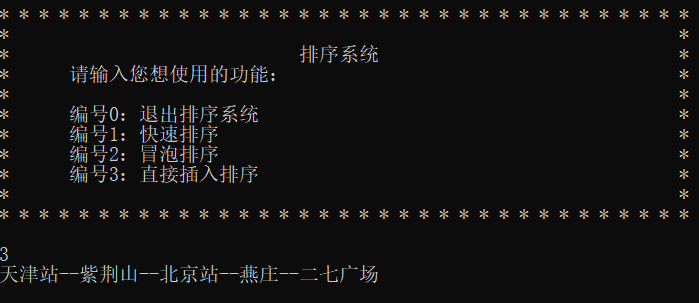 * * * * * * * * * * * * * * * * * * * * * * * * * * * * * * * * * * *
* *
* 排序系统 *
* 请输入您想使用的功能: *
* *
* 编号0: 退出排序系统 *
* 编号1: 快速排序 *
* 编号2: 冒泡排序 *
* 编号3: 直接插入排序 *
* *
* * * * * * * * * * * * * * * * * * * * * * * * * * * * * * * * * * *
3
天津站--紫荆山--北京站--燕庄--二七广场